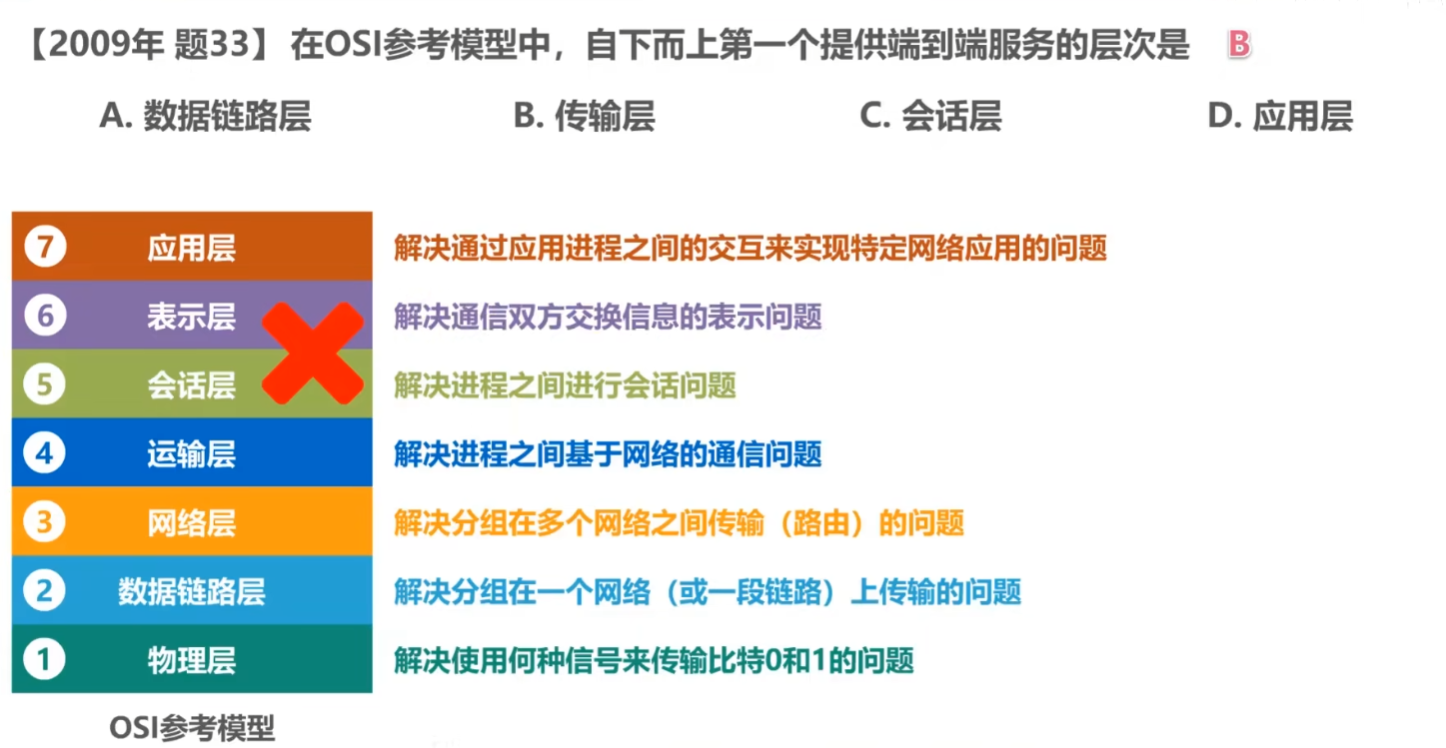 【2009年 题33】 在OSI参考模型中，自下而上第一个提供端到端服务的层次是 B
A. 数据链路层 B. 传输层 C. 会话层 D. 应用层
7 应用层 解决通过应用进程之间的交互来实现特定网络应用的问题
6 表示层 解决通信双方交换信息的表示问题
5 会话层 解决进程之间进行会话问题
4 运输层 解决进程之间基于网络的通信问题
3 网络层 解决分组在多个网络之间传输（路由）的问题
2 数据链路层 解决分组在一个网络（或一段链路）上传输的问题
1 物理层 解决使用何种信号来传输比特0和1的问题
OSI参考模型